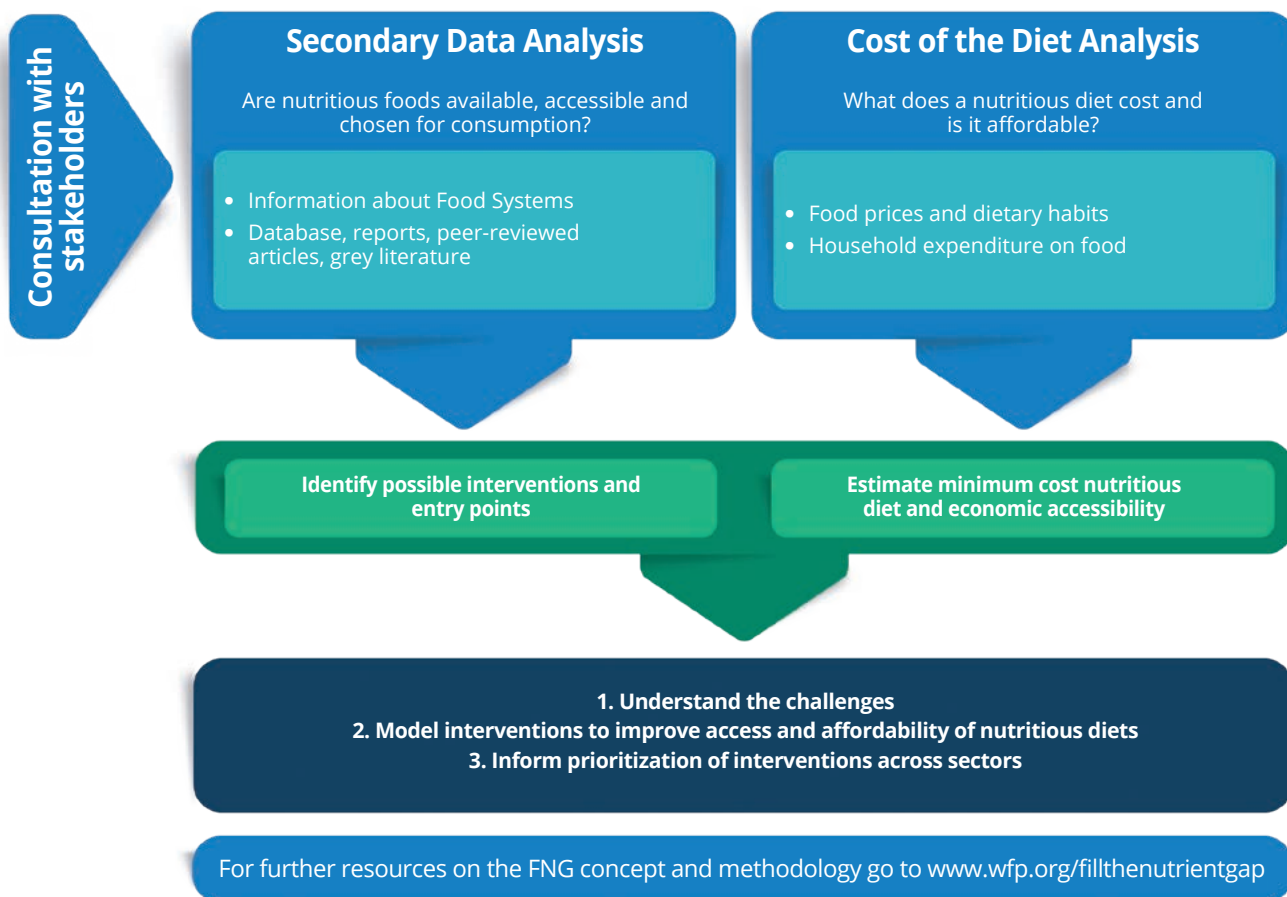 Consultation with
stakeholders
Secondary Data Analysis
Are nutritious foods available, accessible and
chosen for consumption?
• Information about Food Systems
• Database, reports, peer-reviewed
articles, grey literature
Cost of the Diet Analysis
What does a nutritious diet cost and
is it affordable?
• Food prices and dietary habits
• Household expenditure on food
Identify possible interventions and
entry points
Estimate minimum cost nutritious
diet and economic accessibility
1. Understand the challenges
2. Model interventions to improve access and affordability of nutritious diets
3. Inform prioritization of interventions across sectors
For further resources on the FNG concept and methodology go to www.wfp.org/fillthenutrientgap